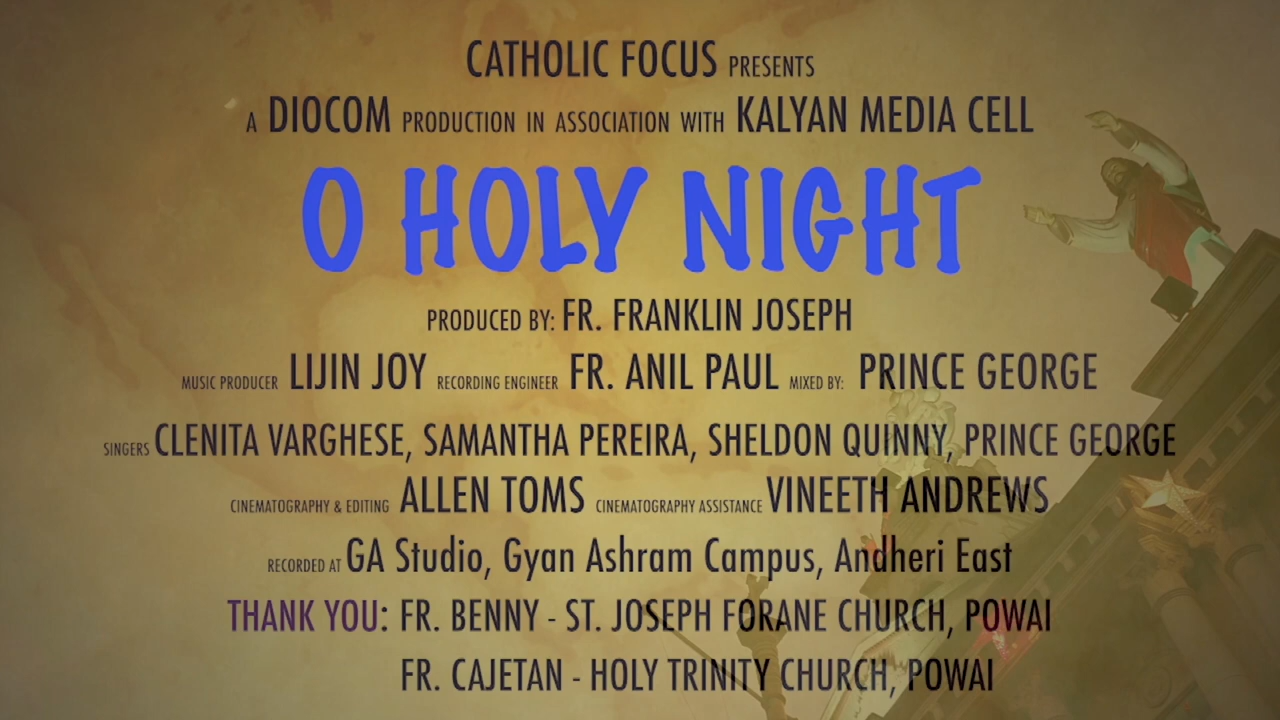 CATHOLIC FOCUS PRESENTS
A DIOCOM PRODUCTION IN ASSOCIATION WITH KALYAN MEDIA CELL
O HOLY NIGHT
PRODUCED BY: FR. FRANKLIN JOSEPH
MUSIC PRODUCER LIJIN JOY RECORDING ENGINEER FR. ANIL PAUL MIXED BY: PRINCE GEORGE
SINGERS CLENITA VARGHESE, SAMANTHA PEREIRA, SHELDON QUINNY, PRINCE GEORGE
CINEMATOGRAPHY & EDITING ALLEN TOMS CINEMATOGRAPHY ASSISTANCE VINEETH ANDREWS
RECORDED AT GA Studio, Gyan Ashram Campus, Andheri East
THANK YOU: FR. BENNY - ST. JOSEPH FORANE CHURCH, POWAI
FR. CAJETAN - HOLY TRINITY CHURCH, POWAI